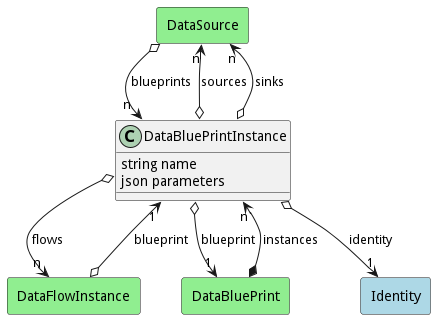 DataSource
n
n
blueprints
sources
sinks
n
C DataBluePrintInstance
string name
json parameters
1
n
flows
blueprint
blueprint
instances
identity
n
1
1
DataFlowInstance
DataBluePrint
Identity